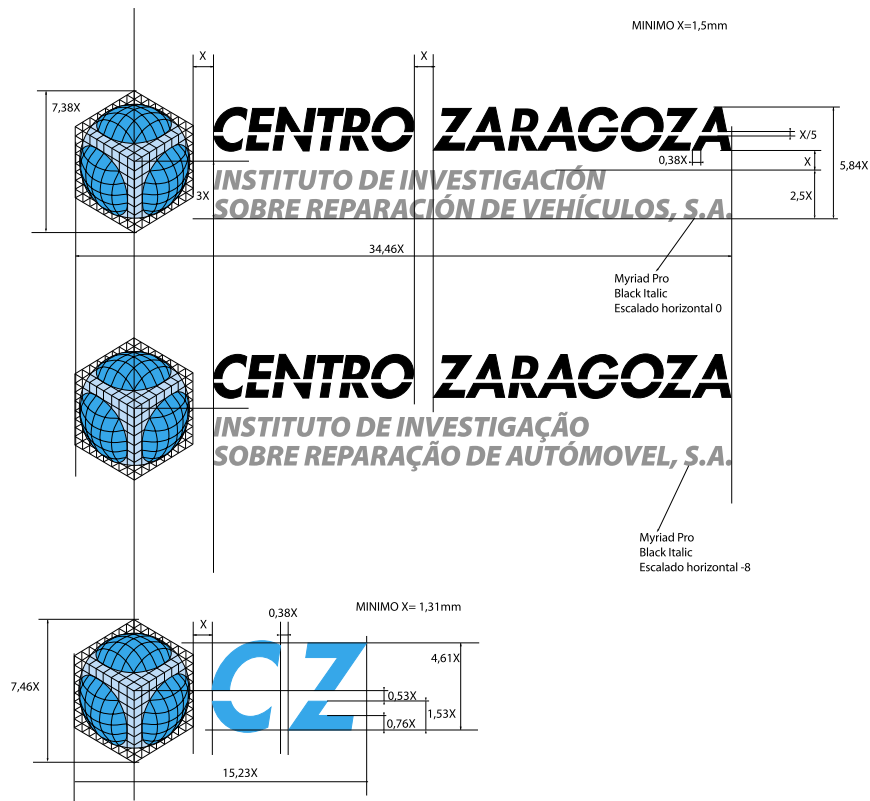 MINIMO X=1,5mm
X
X
7,38X
CENTRO ZARAGOZA
X/5
0,38X
X
5,84X
INSTITUTO DE INVESTIGACIÓN
3X
2,5X
SOBRE REPARACIÓN DE VEHÍCULOS, S.A.
34,46X
Myriad Pro
Black Italic
Escalado horizontal 0
CENTRO ZARAGOZA
INSTITUTO DE INVESTIGAÇÃO
SOBRE REPARAÇÃO DE AUTÓMOVEL, S.A.
Myriad Pro
Black Italic
Escalado horizontal -8
MINIMO X= 1,31mm
0,38X
X
CZ
4,61X
7,46X
0,53X
1,53X
0,76X
15,23X